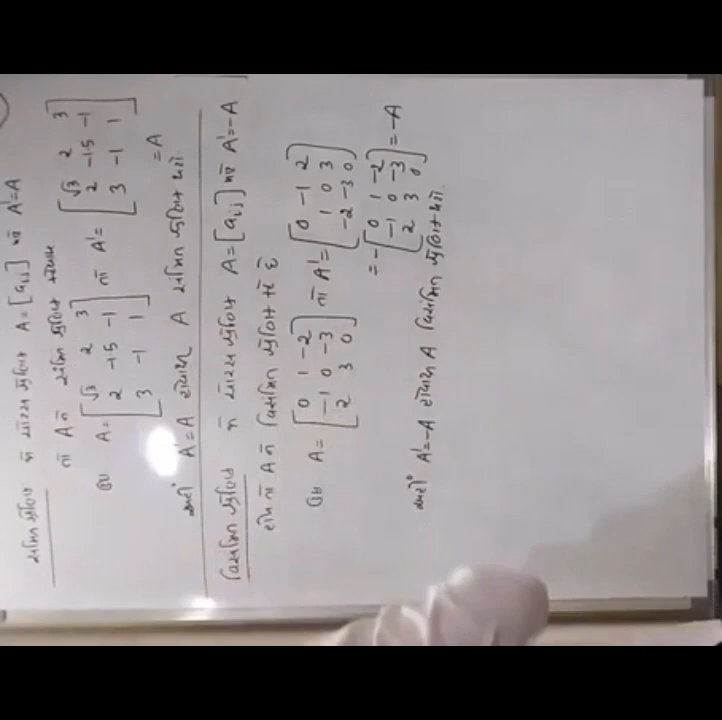 સંમિત શ્રેણિક જો ચોરસ શ્રેણિક A = [aij] માટે A' = A
તો A ને સંમિત શ્રેણિક કહેવાય
દા.ત. A = [√3 2 3; 2 -1.5 -1; 3 -1 1] તો A' = [√3 2 3; 2 -1.5 -1; 3 -1 1]
= A
A' = A હોવાથી A સંમિત શ્રેણિક થશે.
વિસંમિત શ્રેણિક જો ચોરસ શ્રેણિક A = [aij] માટે A' = -A
હોય તો A ને વિસંમિત શ્રેણિક કહે છે
દા.ત. A = [0 1 -2; -1 0 -3; 2 3 0] તો A' = [0 -1 2; 1 0 3; -2 -3 0]
= -[0 1 -2; -1 0 -3; 2 3 0] = -A
A' = -A હોવાથી A વિસંમિત શ્રેણિક થશે.